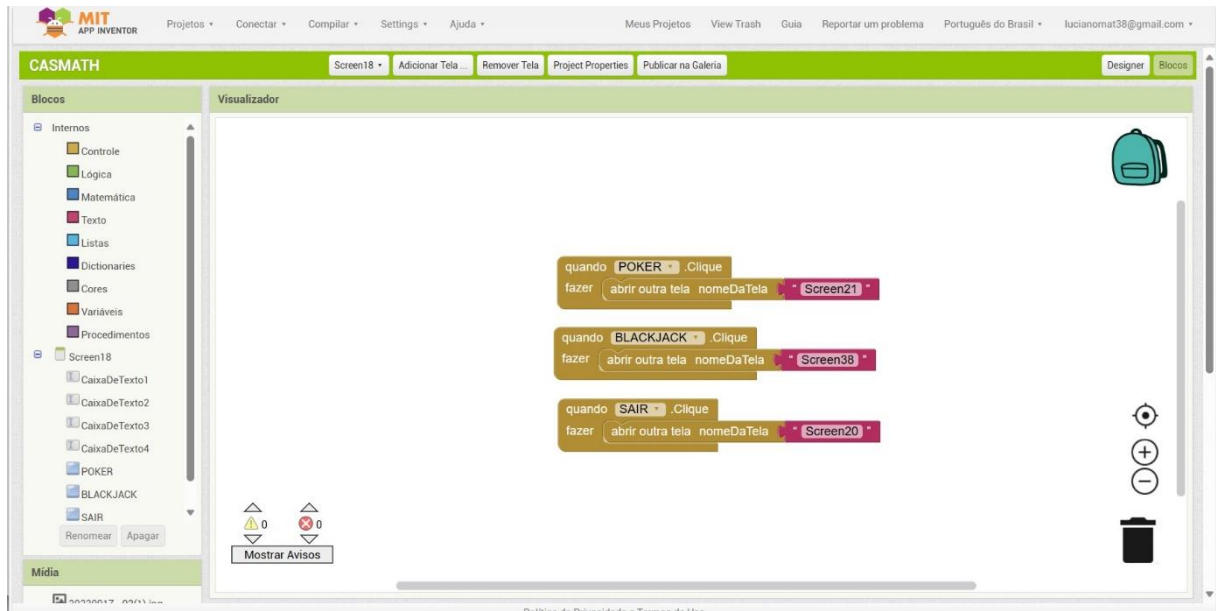 MIT
APP INVENTOR
Projetos Conectar Compilar Settings Ajuda Meus Projetos View Trash Guia Reportar um problema Português do Brasil lucianomat38@gmail.com
CASMATH Screen18 Adicionar Tela ... Remover Tela Project Properties Publicar na Galeria Designer Blocos
Blocos Visualizador
Internos
Controle
Lógica
Matemática
Texto
Listas
Dictionaries
Cores
Variáveis
Procedimentos
Screen18
CaixaDeTexto1
CaixaDeTexto2
CaixaDeTexto3
CaixaDeTexto4
POKER
BLACKJACK
SAIR
Renomear Apagar
Mídia
quando POKER .Clique
fazer abrir outra tela nomeDaTela " Screen21 "
quando BLACKJACK .Clique
fazer abrir outra tela nomeDaTela " Screen38 "
quando SAIR .Clique
fazer abrir outra tela nomeDaTela " Screen20 "
0 0
Mostrar Avisos